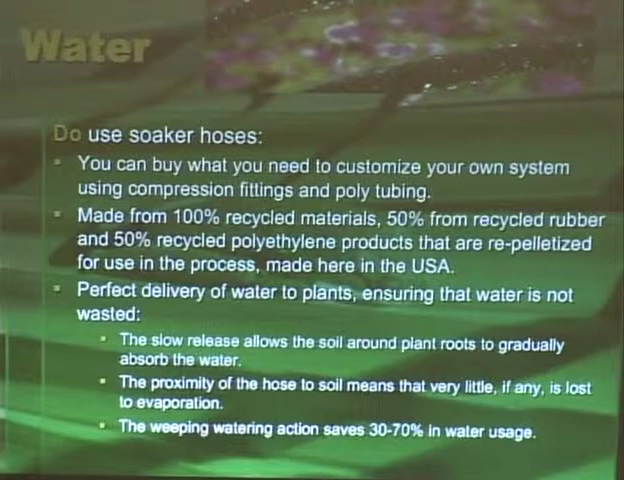 Water
Do use soaker hoses:
You can buy what you need to customize your own system
using compression fittings and poly tubing.
Made from 100% recycled materials, 50% from recycled rubber
and 50% recycled polyethylene products that are re-pelletized
for use in the process, made here in the USA.
Perfect delivery of water to plants, ensuring that water is not
wasted:
The slow release allows the soil around plant roots to gradually
absorb the water.
The proximity of the hose to soil means that very little, if any, is lost
to evaporation.
The weeping watering action saves 30-70% in water usage.